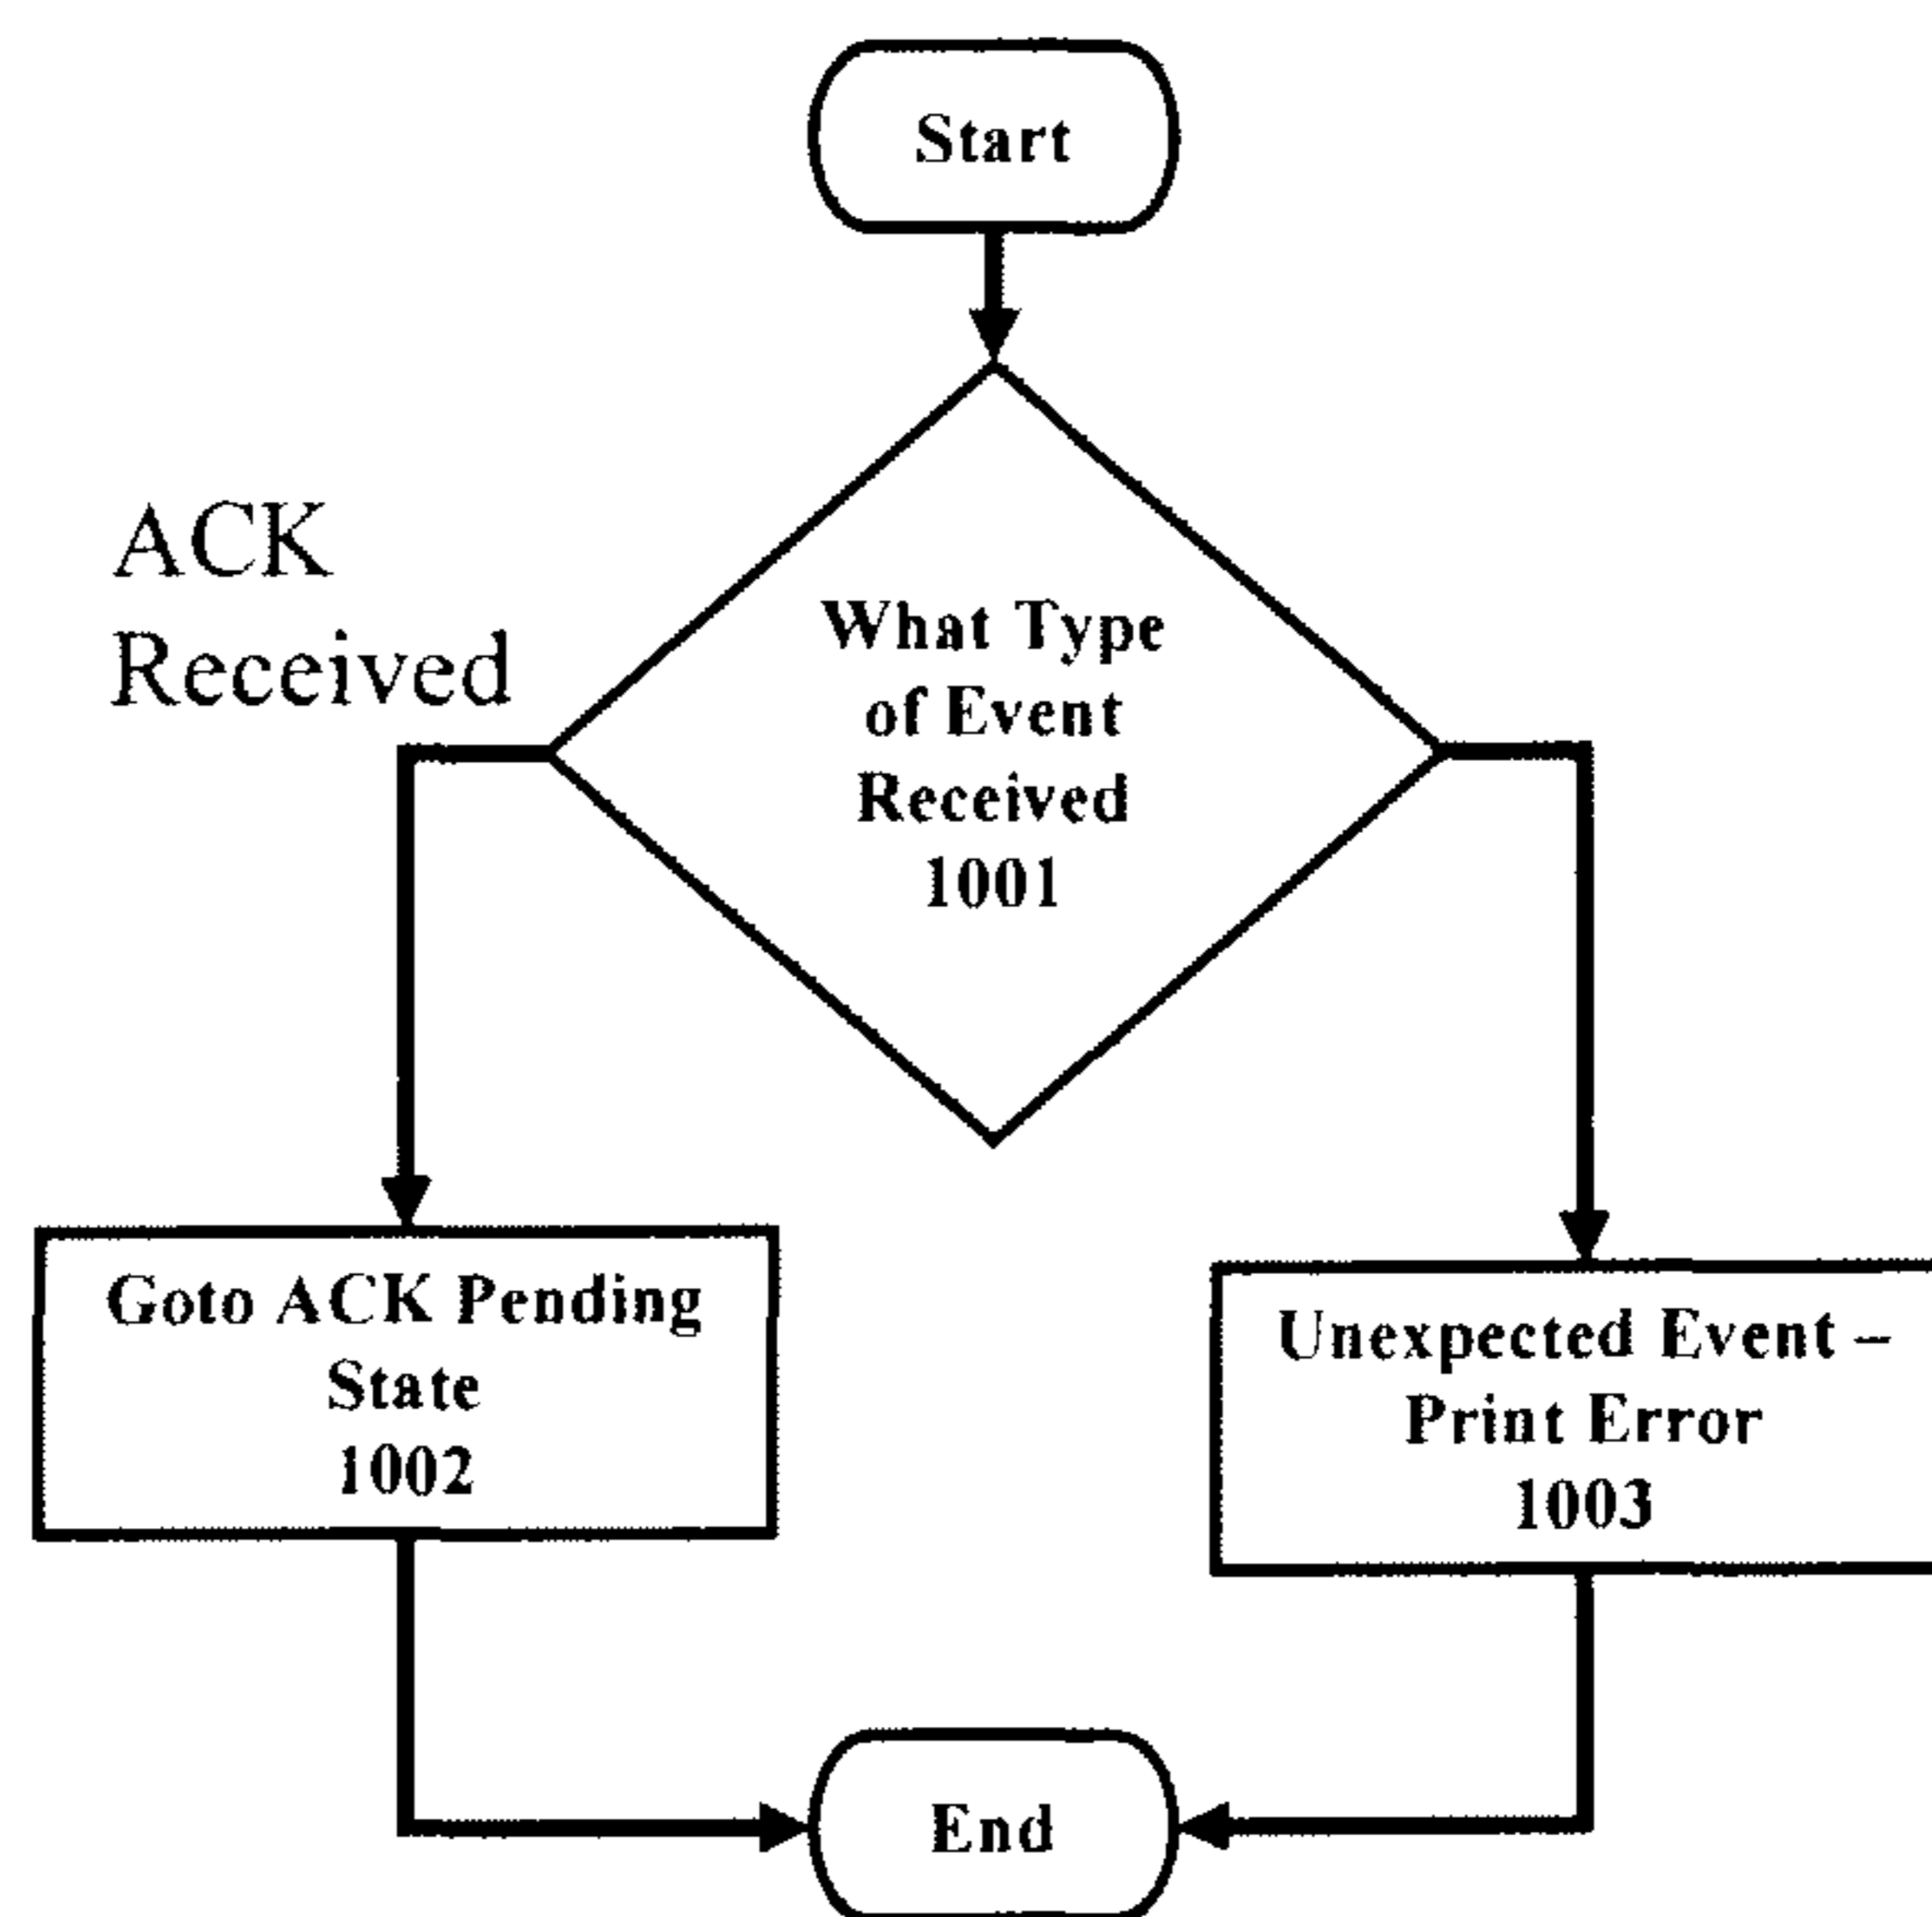 Start
ACK
Received
What Type
of Event
Received
1001
Goto ACK Pending
State
1002
Unexpected Event –
Print Error
1003
End